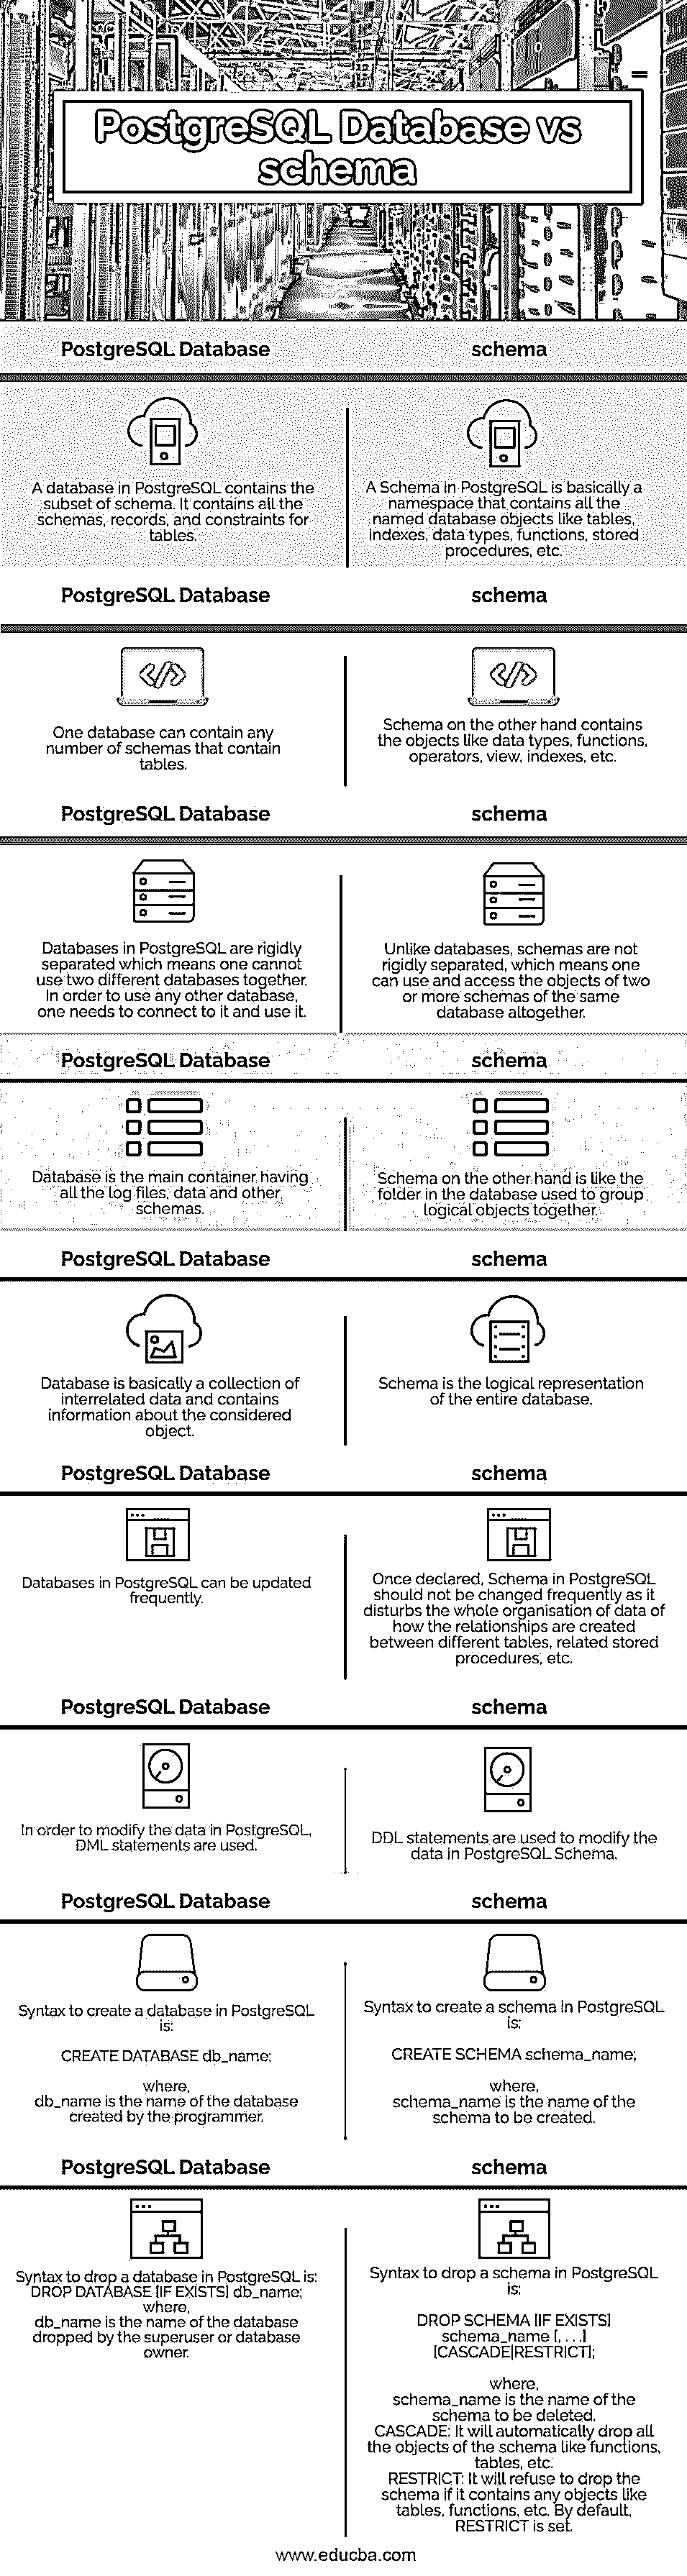 PostgreSQL Database vs
schema
PostgreSQL Database
schema
A database in PostgreSQL contains the
subset of schema. It contains all the
schemas, records, and constraints for
tables.
A Schema in PostgreSQL is basically a
namespace that contains all the
named database objects like tables,
indexes, data types, functions, stored
procedures, etc.
PostgreSQL Database
schema
One database can contain any
number of schemas that contain
tables.
Schema on the other hand contains
the objects like data types, functions,
operators, view, indexes, etc.
PostgreSQL Database
schema
Databases in PostgreSQL are rigidly
separated which means one cannot
use two different databases together.
In order to use any other database,
one needs to connect to it and use it.
Unlike databases, schemas are not
rigidly separated, which means one
can use and access the objects of two
or more schemas of the same
database altogether.
PostgreSQL Database
schema
Database is the main container having
all the log files, data and other
schemas.
Schema on the other hand is like the
folder in the database used to group
logical objects together.
PostgreSQL Database
schema
Database is basically a collection of
interrelated data and contains
information about the considered
object.
Schema is the logical representation
of the entire database.
PostgreSQL Database
schema
Databases in PostgreSQL can be updated
frequently.
Once declared, Schema in PostgreSQL
should not be changed frequently as it
disturbs the whole organisation of data of
how the relationships are created
between different tables, related stored
procedures, etc.
PostgreSQL Database
schema
In order to modify the data in PostgreSQL,
DML statements are used.
DDL statements are used to modify the
data in PostgreSQL Schema.
PostgreSQL Database
schema
Syntax to create a database in PostgreSQL
is:
CREATE DATABASE db_name;
where,
db_name is the name of the database
created by the programmer.
Syntax to create a schema in PostgreSQL
is:
CREATE SCHEMA schema_name;
where,
schema_name is the name of the
schema to be created.
PostgreSQL Database
schema
Syntax to drop a database in PostgreSQL is:
DROP DATABASE [IF EXISTS] db_name;
where,
db_name is the name of the database
dropped by the superuser or database
owner.
Syntax to drop a schema in PostgreSQL
is:
DROP SCHEMA [IF EXISTS]
schema_name [, . . .]
[CASCADE|RESTRICT];
where,
schema_name is the name of the
schema to be deleted.
CASCADE: It will automatically drop all
the objects of the schema like functions,
tables, etc.
RESTRICT: It will refuse to drop the
schema if it contains any objects like
tables, functions, etc. By default,
RESTRICT is set.
www.educba.com